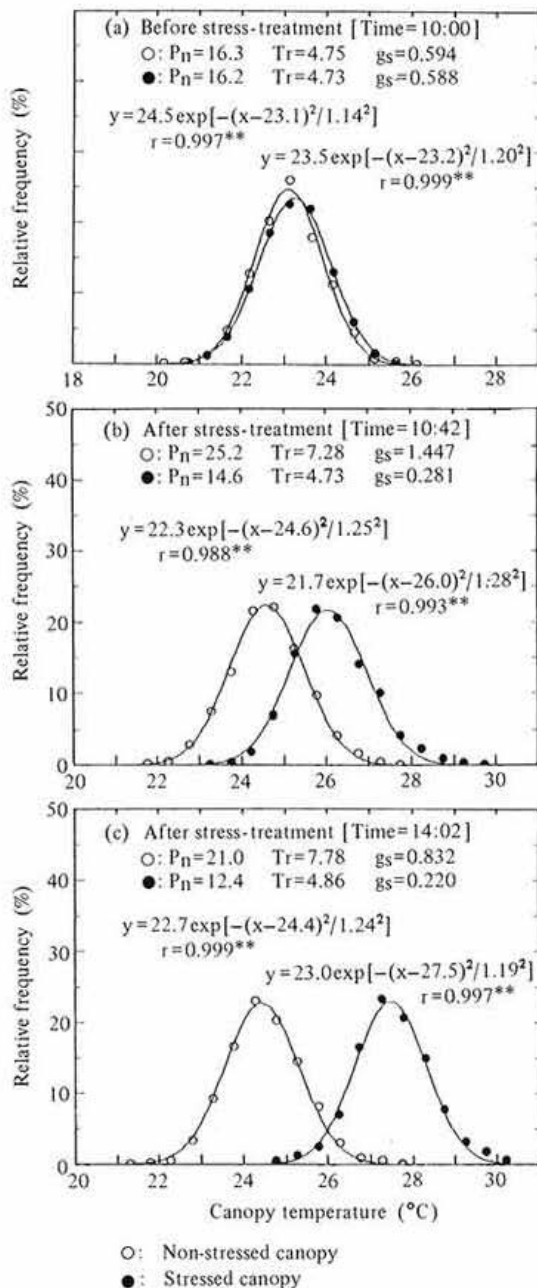 (a) Before stress-treatment [Time=10:00]
○: Pn=16.3 Tr=4.75 gs=0.594
●: Pn=16.2 Tr=4.73 gs=0.588
y=24.5exp[−(x−23.1)²/1.14²]
r=0.997**
y=23.5exp[−(x−23.2)²/1.20²]
r=0.999**
Relative frequency (%)
18 20 22 24 26 28
50
40
30
20
10
0
(b) After stress-treatment [Time=10:42]
○: Pn=25.2 Tr=7.28 gs=1.447
●: Pn=14.6 Tr=4.73 gs=0.281
y=22.3exp[−(x−24.6)²/1.25²]
r=0.988**
y=21.7exp[−(x−26.0)²/1.28²]
r=0.993**
Relative frequency (%)
20 22 24 26 28 30
50
40
30
20
10
0
(c) After stress-treatment [Time=14:02]
○: Pn=21.0 Tr=7.78 gs=0.832
●: Pn=12.4 Tr=4.86 gs=0.220
y=22.7exp[−(x−24.4)²/1.24²]
r=0.999**
y=23.0exp[−(x−27.5)²/1.19²]
r=0.997**
Relative frequency (%)
20 22 24 26 28 30
Canopy temperature (°C)
○: Non-stressed canopy
●: Stressed canopy